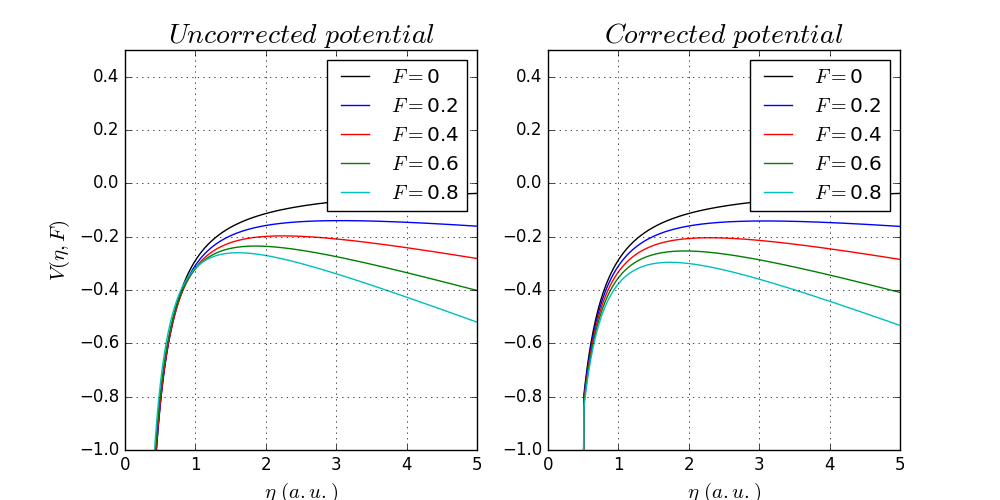 Uncorrected potential
F = 0
F = 0.2
F = 0.4
F = 0.6
F = 0.8
0.4
0.2
0.0
−0.2
−0.4
−0.6
−0.8
−1.0
V(η, F)
0 1 2 3 4 5
η (a. u. )
Corrected potential
F = 0
F = 0.2
F = 0.4
F = 0.6
F = 0.8
0.4
0.2
0.0
−0.2
−0.4
−0.6
−0.8
−1.0
0 1 2 3 4 5
η (a. u. )